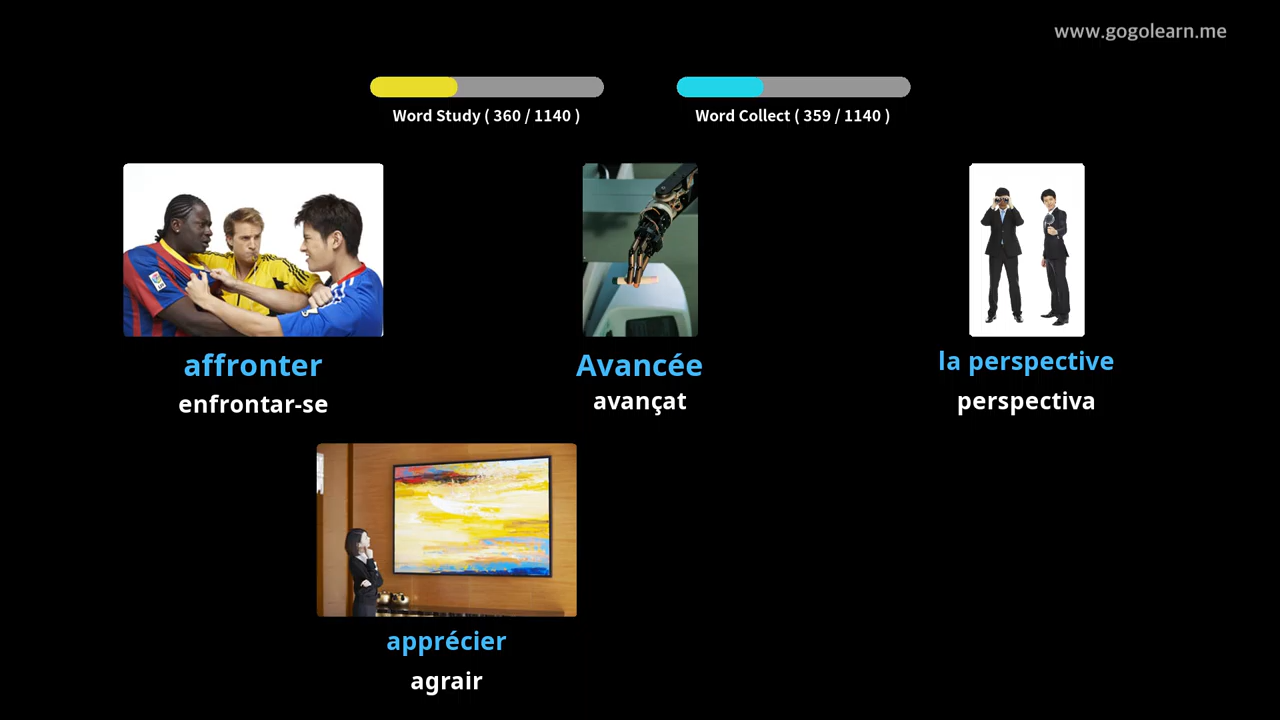 www.gogolearn.me
Word Study ( 360 / 1140 )
Word Collect ( 359 / 1140 )
affronter
enfrontar-se
Avancée
avançat
la perspective
perspectiva
apprécier
agrair